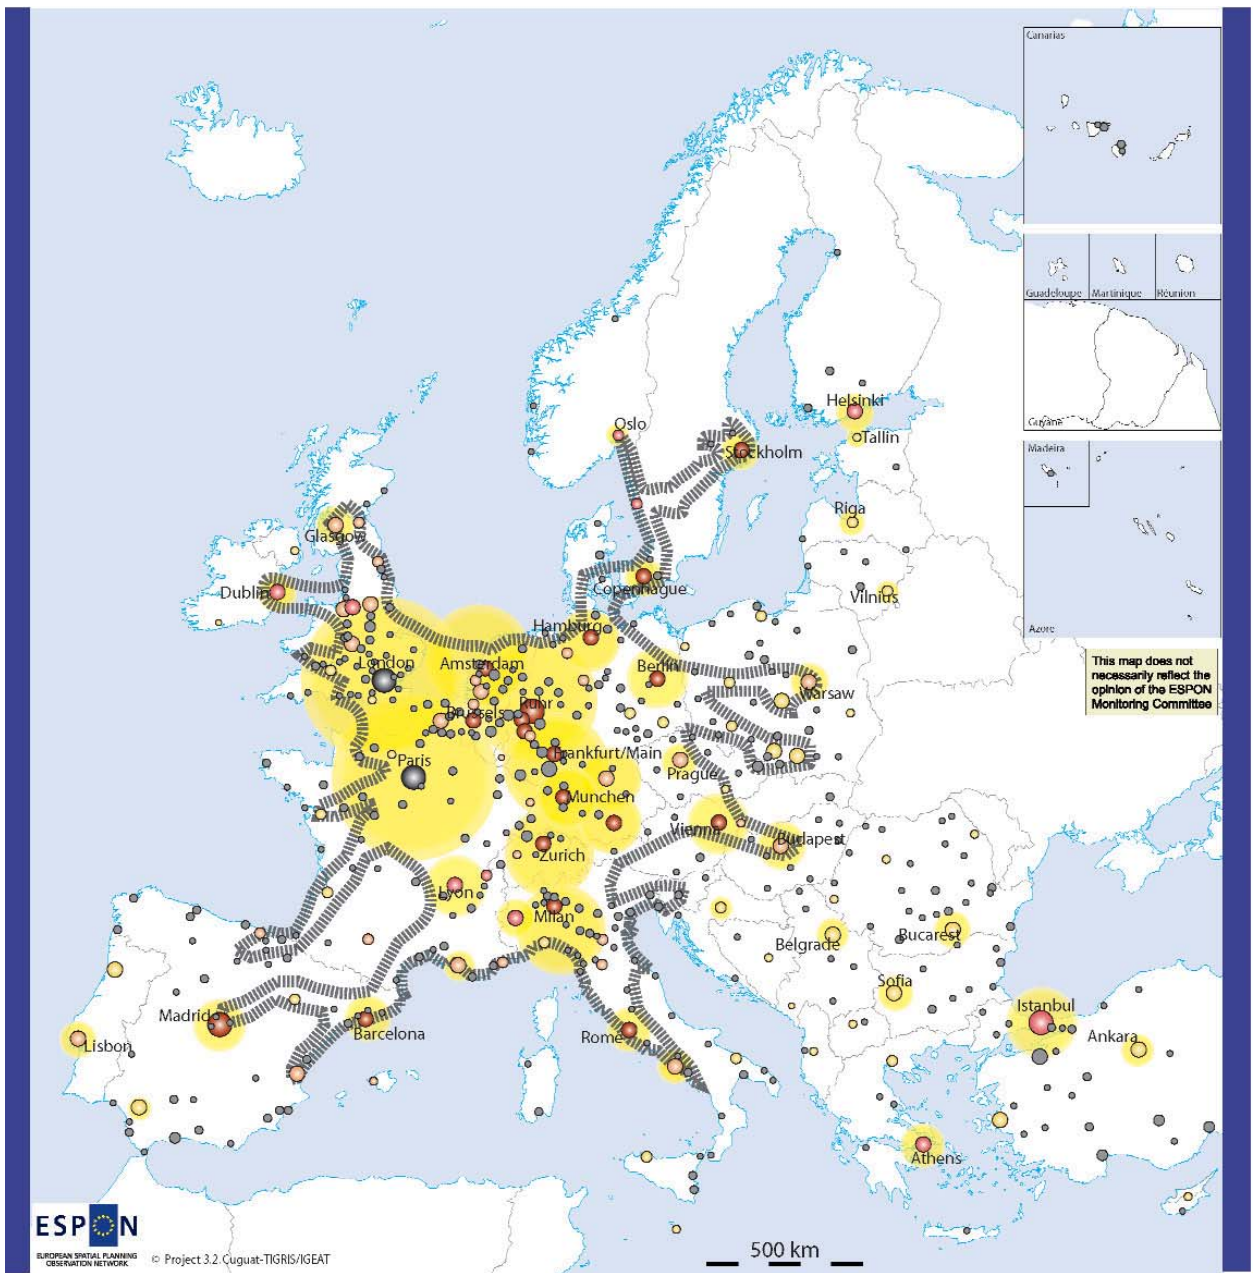 Canarias
Guadeloupe
Martinique
Réunion
Guyane
Madeira
Azore
This map does not
necessarily reflect the
opinion of the ESPON
Monitoring Committee
Helsinki
Oslo
Tallin
Stockholm
Riga
Glasgow
Dublin
Copenhague
Vilnius
Hamburg
London
Amsterdam
Berlin
Warsaw
Ruhr
Brussels
Paris
Frankfurt/Main
Prague
Munchen
Vienna
Budapest
Zurich
Lyon
Milan
Belgrade
Bucarest
Sofia
Madrid
Barcelona
Rome
Istanbul
Ankara
Lisbon
Athens
ESPON
EUROPEAN SPATIAL PLANNING
OBSERVATION NETWORK
© Project 3.2. Cuguat-TIGRIS/IGEAT
500 km